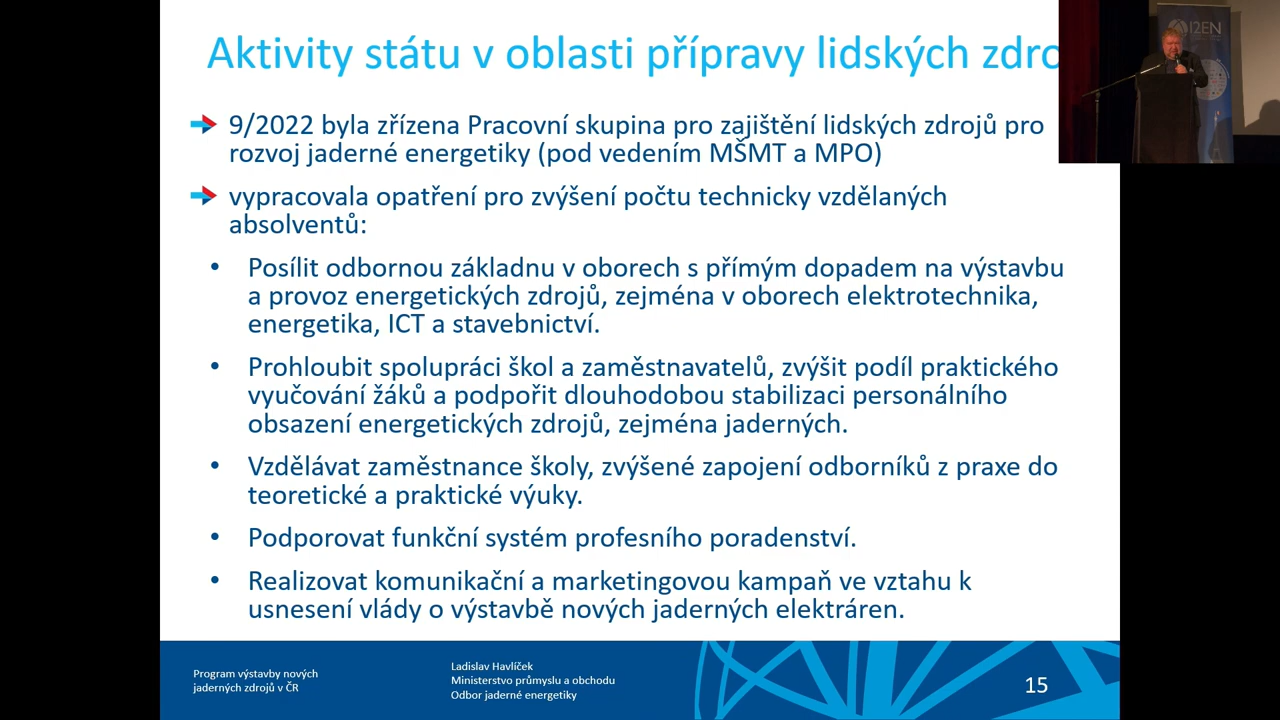 Aktivity státu v oblasti přípravy lidských zdro
I2EN
9/2022 byla zřízena Pracovní skupina pro zajištění lidských zdrojů pro
rozvoj jaderné energetiky (pod vedením MŠMT a MPO)
vypracovala opatření pro zvýšení počtu technicky vzdělaných
absolventů:
• Posílit odbornou základnu v oborech s přímým dopadem na výstavbu
a provoz energetických zdrojů, zejména v oborech elektrotechnika,
energetika, ICT a stavebnictví.
• Prohloubit spolupráci škol a zaměstnavatelů, zvýšit podíl praktického
vyučování žáků a podpořit dlouhodobou stabilizaci personálního
obsazení energetických zdrojů, zejména jaderných.
• Vzdělávat zaměstnance školy, zvýšené zapojení odborníků z praxe do
teoretické a praktické výuky.
• Podporovat funkční systém profesního poradenství.
• Realizovat komunikační a marketingovou kampaň ve vztahu k
usnesení vlády o výstavbě nových jaderných elektráren.
Program výstavby nových
jaderných zdrojů v ČR
Ladislav Havlíček
Ministerstvo průmyslu a obchodu
Odbor jaderné energetiky
15